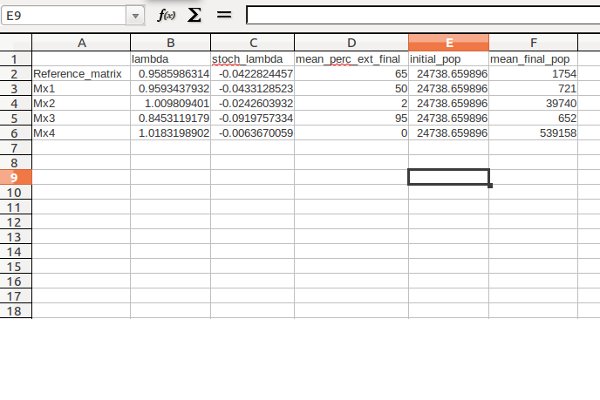 E9 f(x) Σ =
A B C D E F
1 lambda stoch_lambda mean_perc_ext_final initial_pop mean_final_pop
2 Reference_matrix 0.9585986314 -0.0422824457 65 24738.659896 1754
3 Mx1 0.9593437932 -0.0433128523 50 24738.659896 721
4 Mx2 1.009809401 -0.0242603932 2 24738.659896 39740
5 Mx3 0.8453119179 -0.0919757334 95 24738.659896 652
6 Mx4 1.0183198902 -0.0063670059 0 24738.659896 539158
7
8
9
10
11
12
13
14
15
16
17
18